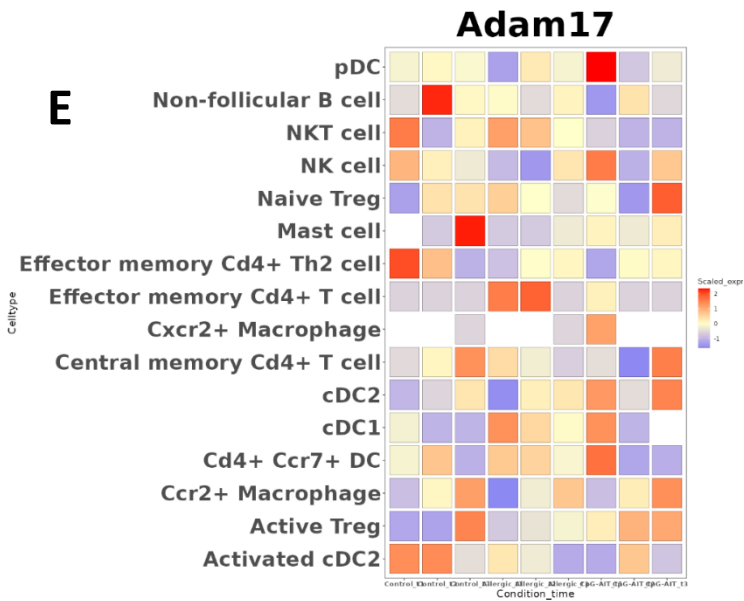 Adam17
E
pDC
Non-follicular B cell
NKT cell
NK cell
Naive Treg
Mast cell
Effector memory Cd4+ Th2 cell
Effector memory Cd4+ T cell
Cxcr2+ Macrophage
Central memory Cd4+ T cell
cDC2
cDC1
Cd4+ Ccr7+ DC
Ccr2+ Macrophage
Active Treg
Activated cDC2
Celltype
Scaled_expr
2
1
0
-1
Condition_time